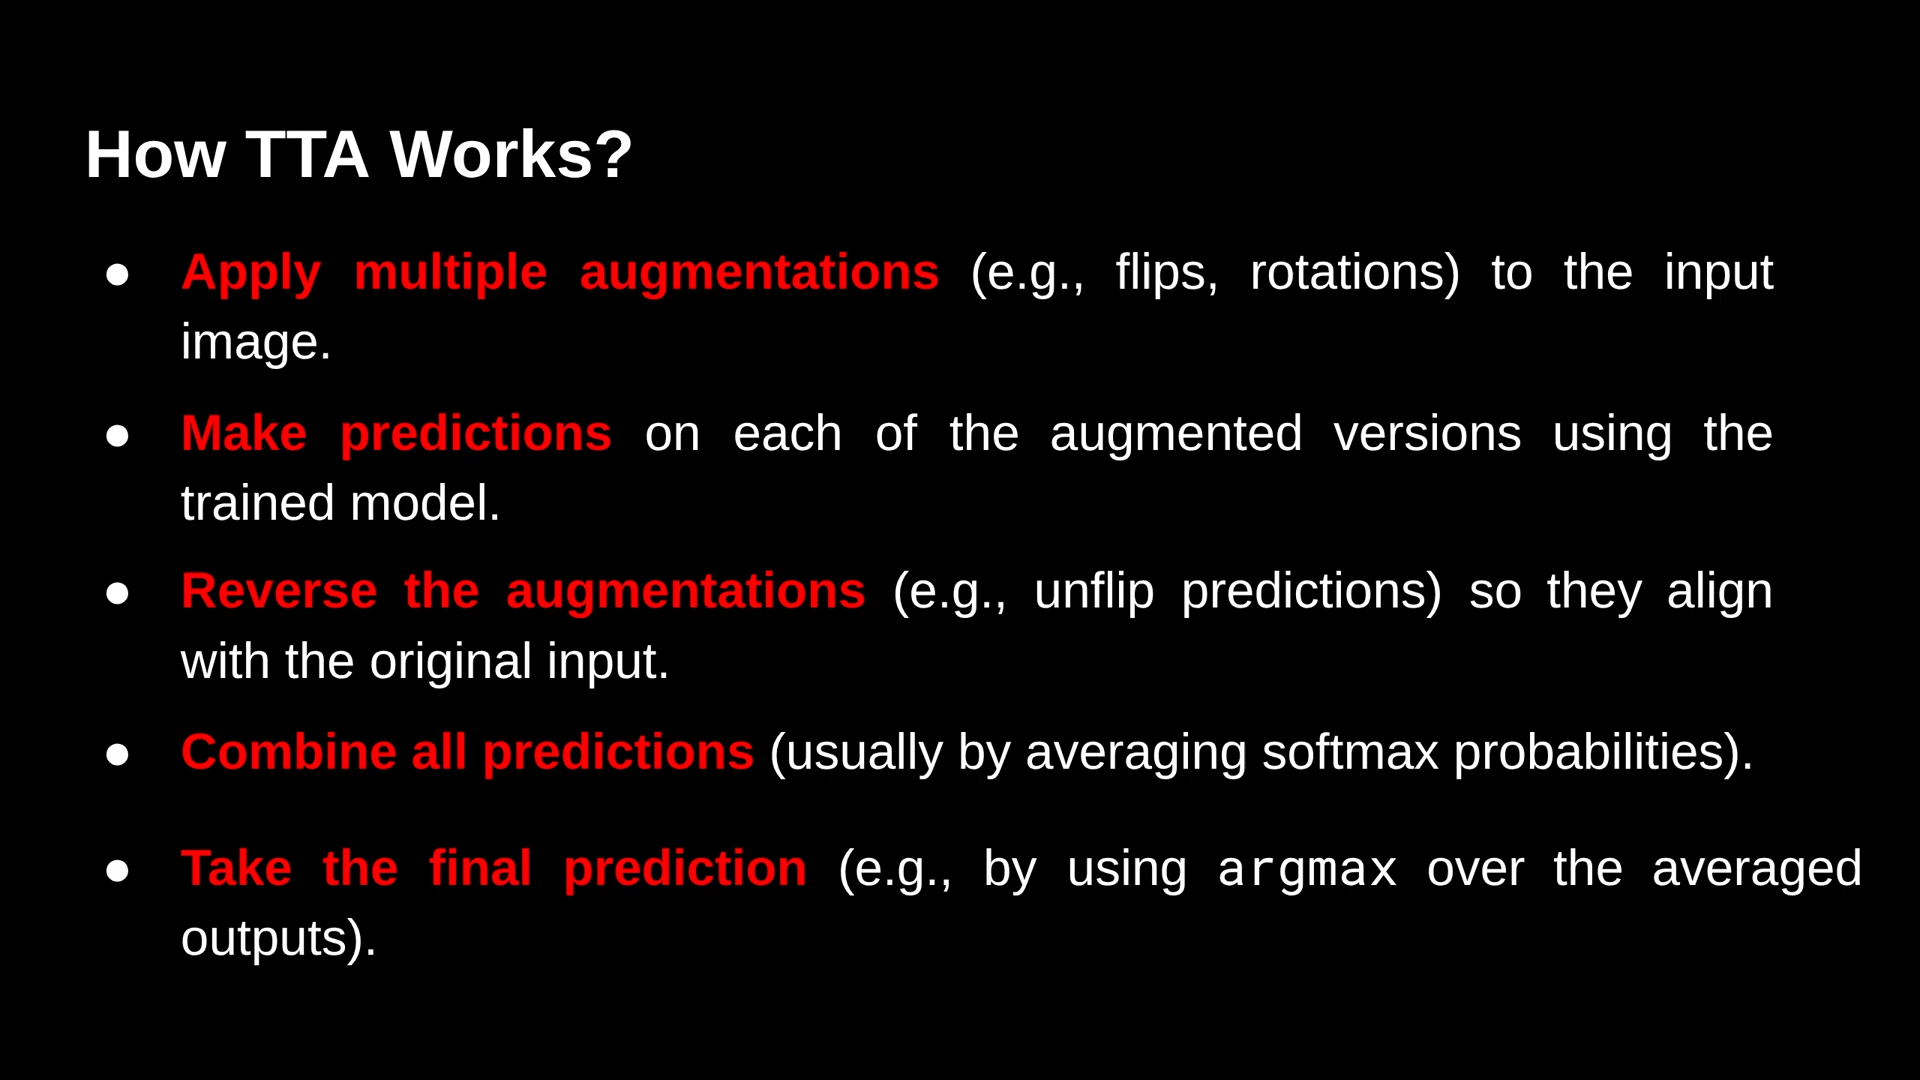 How TTA Works?
● Apply multiple augmentations (e.g., flips, rotations) to the input
image.
● Make predictions on each of the augmented versions using the
trained model.
● Reverse the augmentations (e.g., unflip predictions) so they align
with the original input.
● Combine all predictions (usually by averaging softmax probabilities).
● Take the final prediction (e.g., by using argmax over the averaged
outputs).